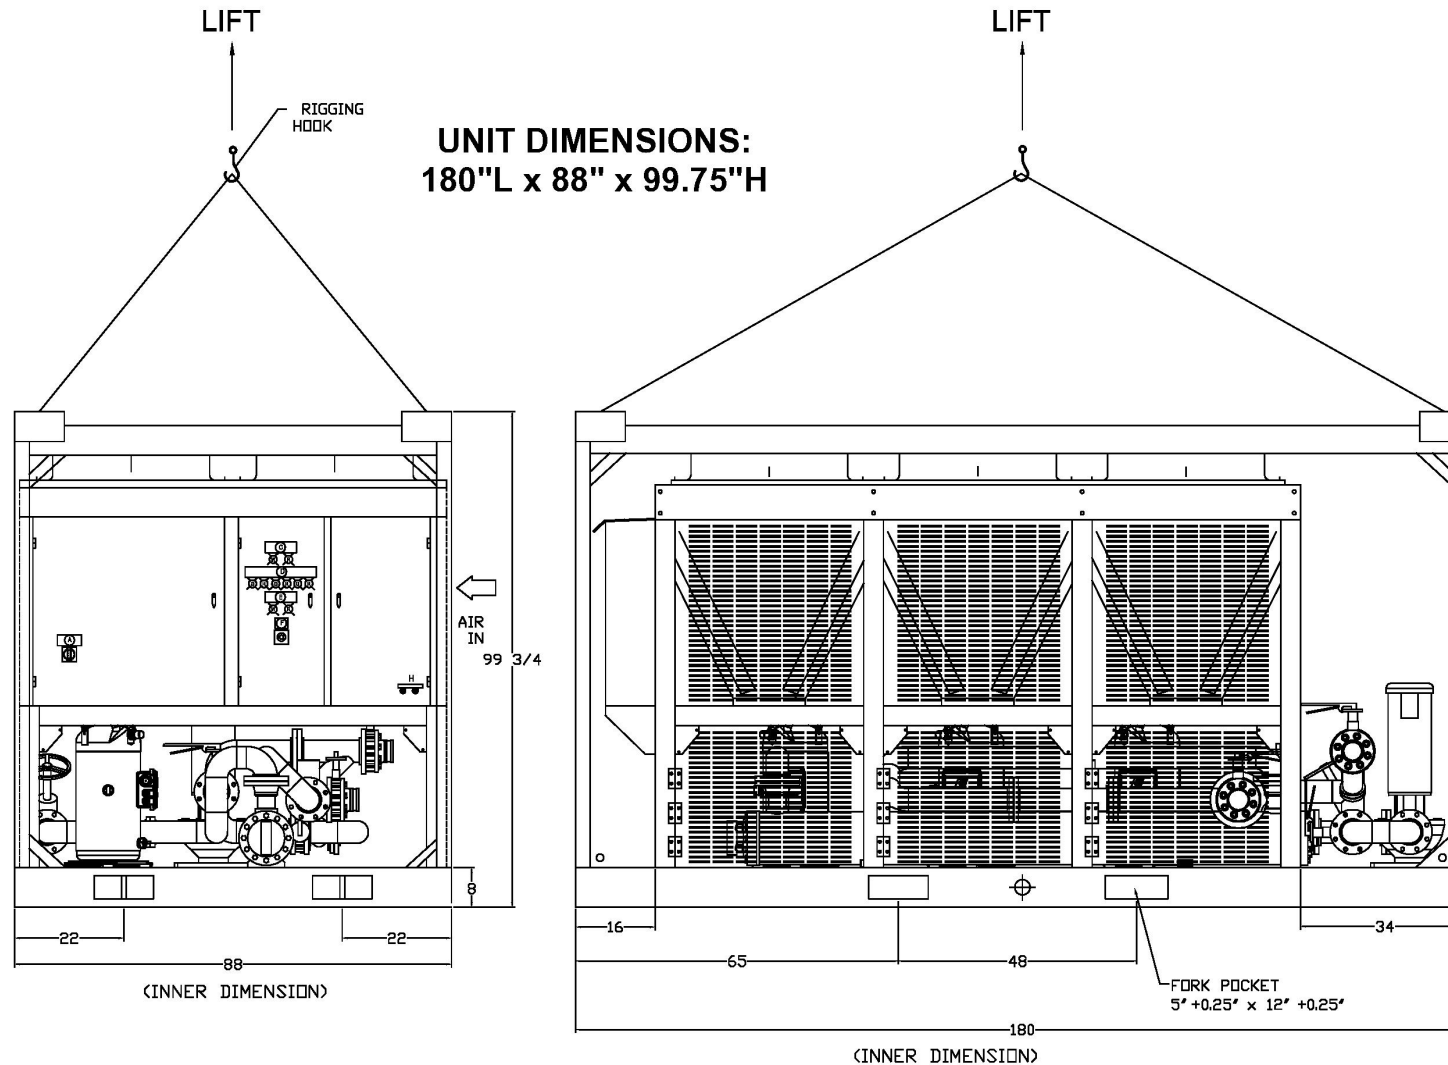 LIFT
LIFT
RIGGING
HOOK
UNIT DIMENSIONS:
180"L x 88" x 99.75"H
AIR
IN
99 3/4
A
H
8
22
22
88
(INNER DIMENSION)
16
34
65
48
FORK POCKET
5" +0.25" x 12" +0.25"
180
(INNER DIMENSION)